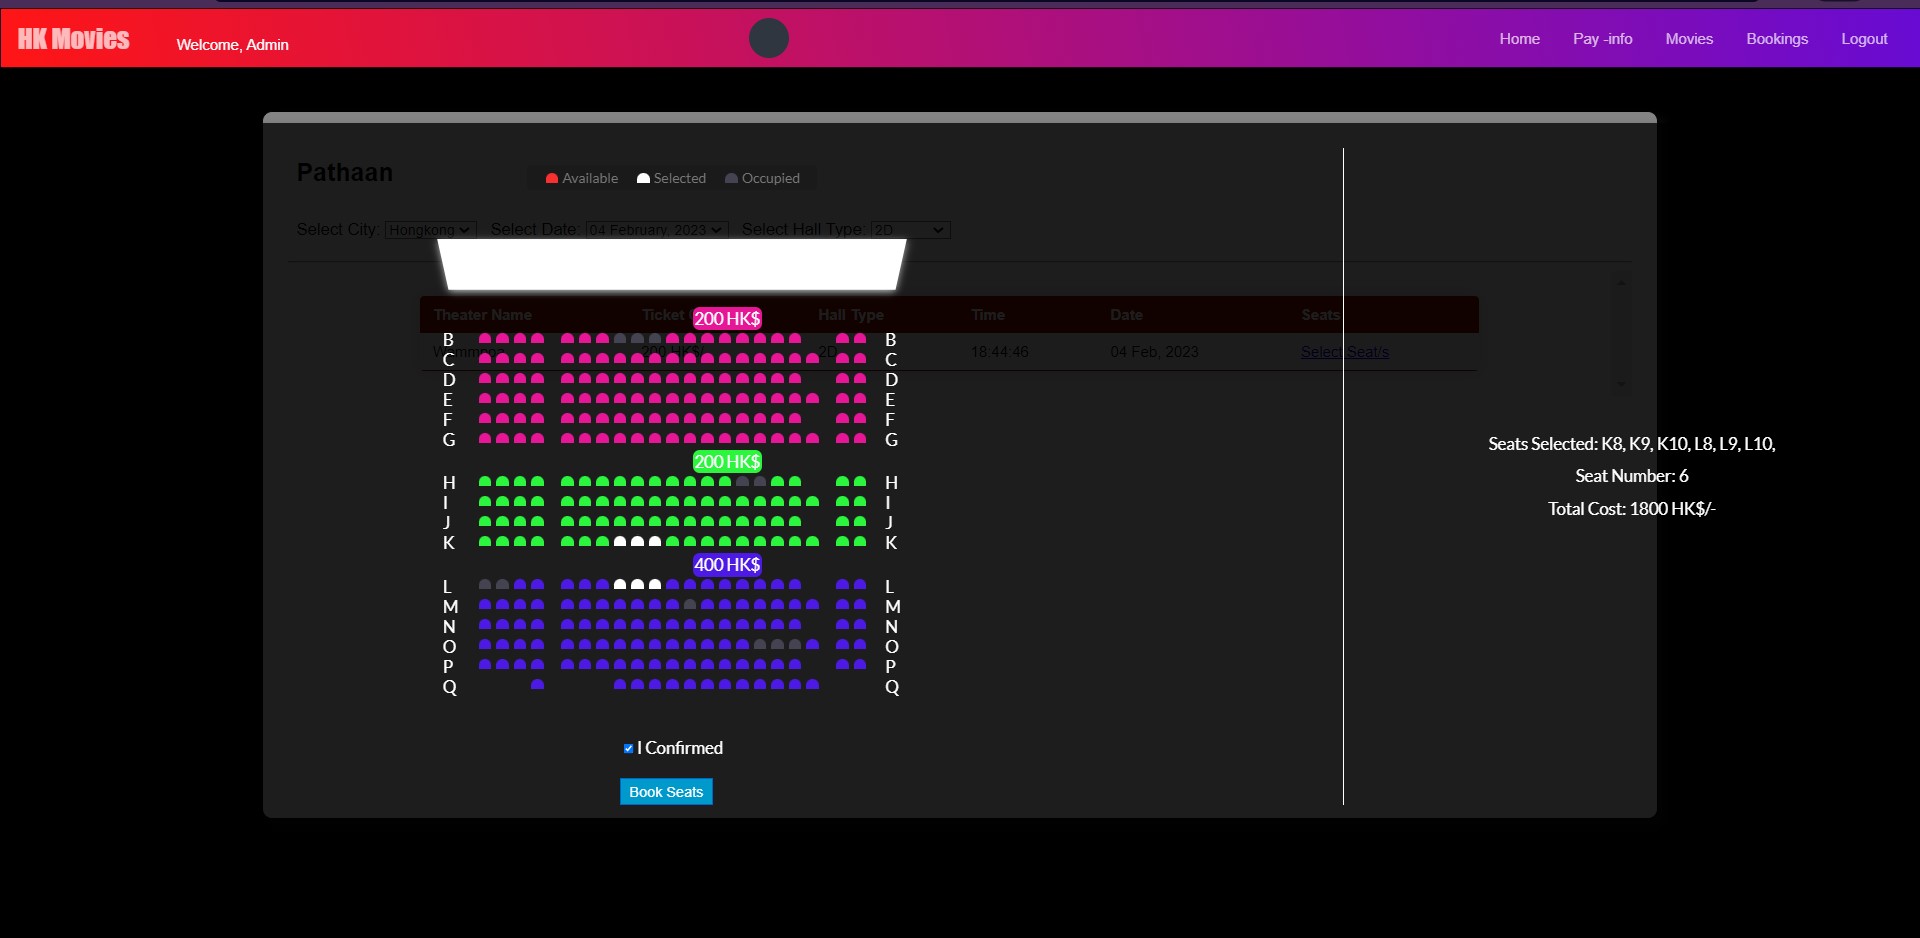 HK Movies
Welcome, Admin
Home Pay -info Movies Bookings Logout
Pathaan
Available Selected Occupied
Select City: Hongkong Select Date: 04 February, 2023 Select Hall Type: 2D
Theater Name Ticket Hall Type Time Date Seats
200 HK$
B B
200 HK$/- 2D 18:44:46 04 Feb, 2023 Select Seat/s
C C
D D
E E
F F
G G
200 HK$
H H
I I
J J
K K
400 HK$
L L
M M
N N
O O
P P
Q Q
Seats Selected: K8, K9, K10, L8, L9, L10,
Seat Number: 6
Total Cost: 1800 HK$/-
I Confirmed
Book Seats